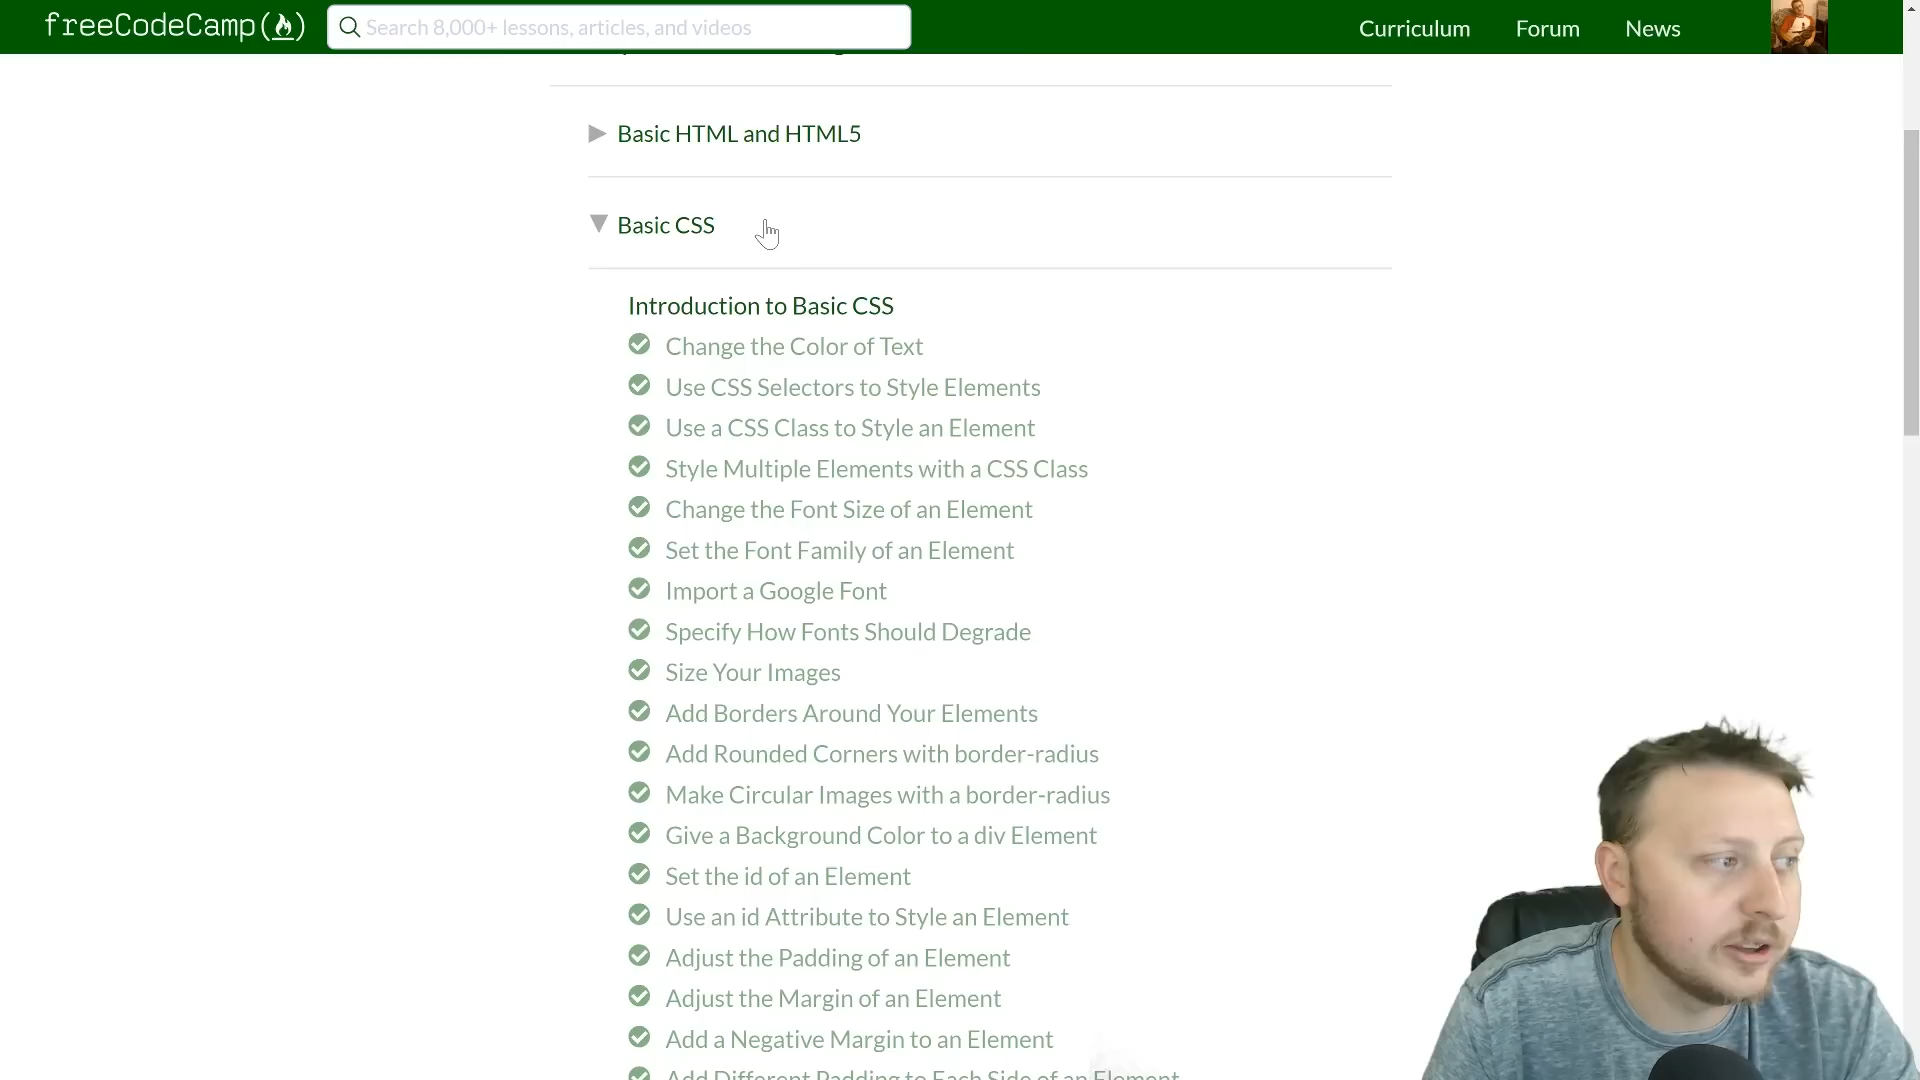 freeCodeCamp
Search 8,000+ lessons, articles, and videos
Curriculum
Forum
News
Basic HTML and HTML5
Basic CSS
Introduction to Basic CSS
Change the Color of Text
Use CSS Selectors to Style Elements
Use a CSS Class to Style an Element
Style Multiple Elements with a CSS Class
Change the Font Size of an Element
Set the Font Family of an Element
Import a Google Font
Specify How Fonts Should Degrade
Size Your Images
Add Borders Around Your Elements
Add Rounded Corners with border-radius
Make Circular Images with a border-radius
Give a Background Color to a div Element
Set the id of an Element
Use an id Attribute to Style an Element
Adjust the Padding of an Element
Adjust the Margin of an Element
Add a Negative Margin to an Element
Add Different Padding to Each Side of an Element